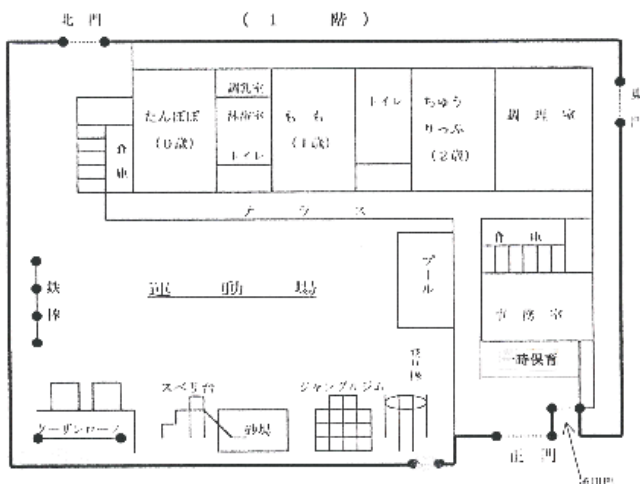 北 門
( 1 階 )
調乳室
たんぽぽ
(0歳)
沐浴室
トイレ
もも
(1歳)
トイレ
ちゅう
りっぷ
(2歳)
調 理 室
倉
庫
テ ラ ス
倉 庫
プール
鉄
棒
運 動 場
事 務 室
一時保育
スベリ台
ジャングルジム
砂場
ターザンロープ
正 門